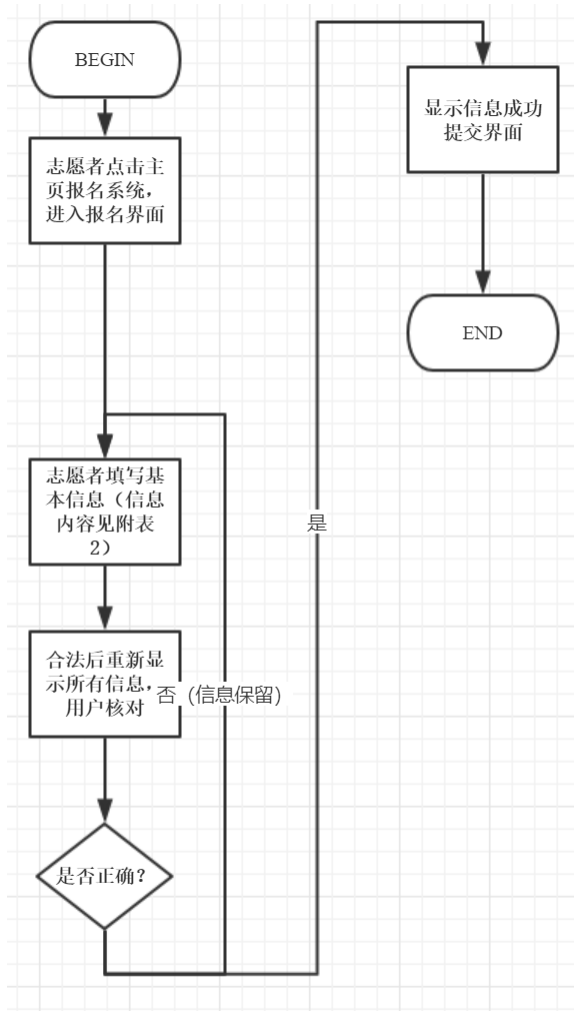 BEGIN
志愿者点击主
页报名系统，
进入报名界面
志愿者填写基
本信息（信息
内容见附表
2）
合法后重新显
示所有信息，
用户核对
否（信息保留）
是否正确？
是
显示信息成功
提交界面
END